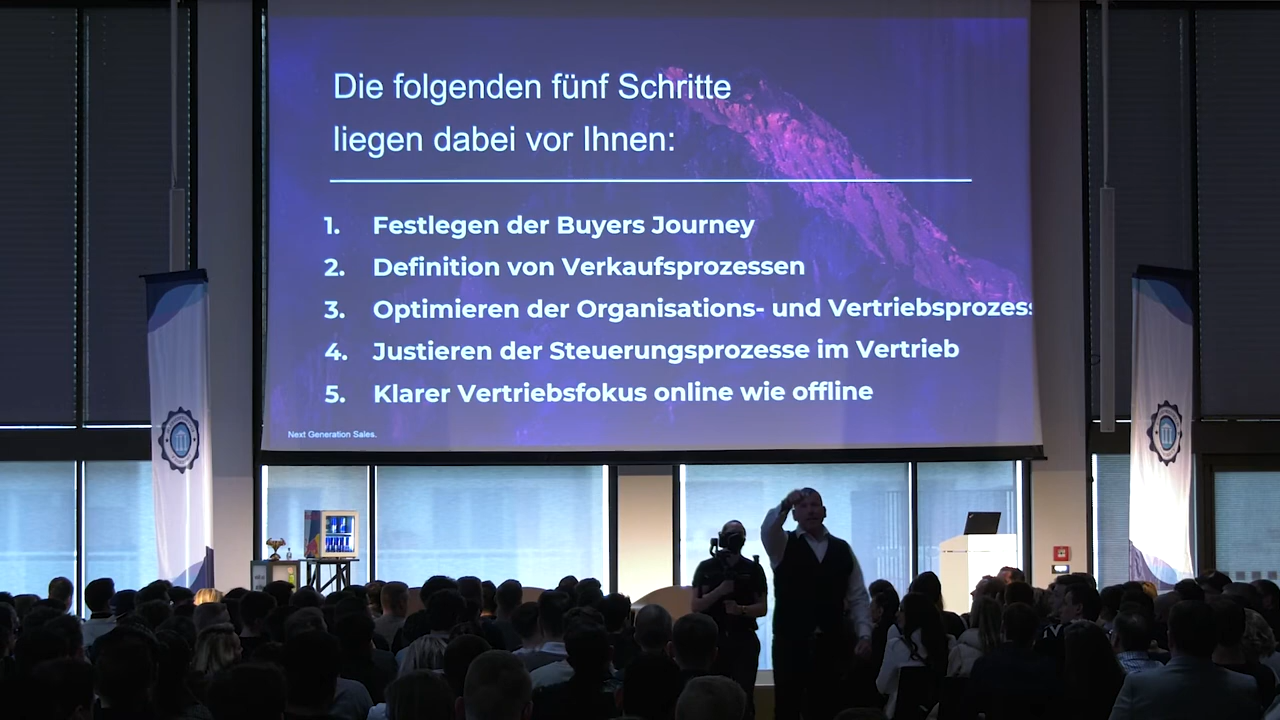 Die folgenden fünf Schritte
liegen dabei vor Ihnen:
1. Festlegen der Buyers Journey
2. Definition von Verkaufsprozessen
3. Optimieren der Organisations- und Vertriebsprozess
4. Justieren der Steuerungsprozesse im Vertrieb
5. Klarer Vertriebsfokus online wie offline
Next Generation Sales.